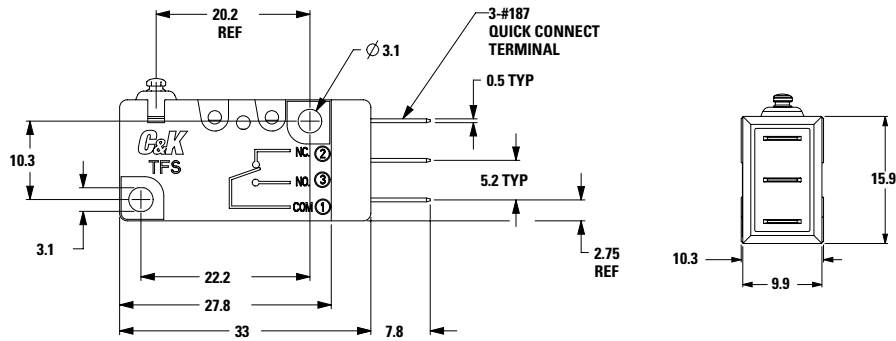 20.2
REF
3-#187
QUICK CONNECT
TERMINAL
Ø 3.1
0.5 TYP
10.3
C&K
TFS
NC. 2
NO. 3
COM 1
5.2 TYP
15.9
3.1
2.75
REF
22.2
10.3
27.8
9.9
33
7.8